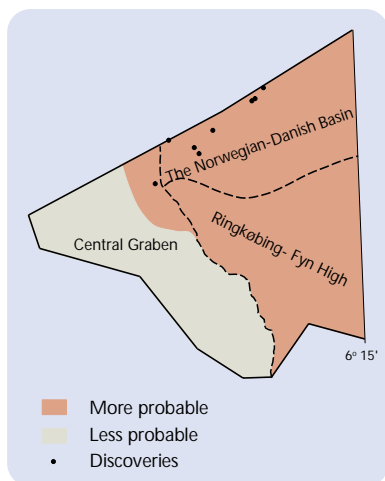 The Norwegian-Danish Basin
Ringkøbing- Fyn High
Central Graben
6° 15'
More probable
Less probable
Discoveries